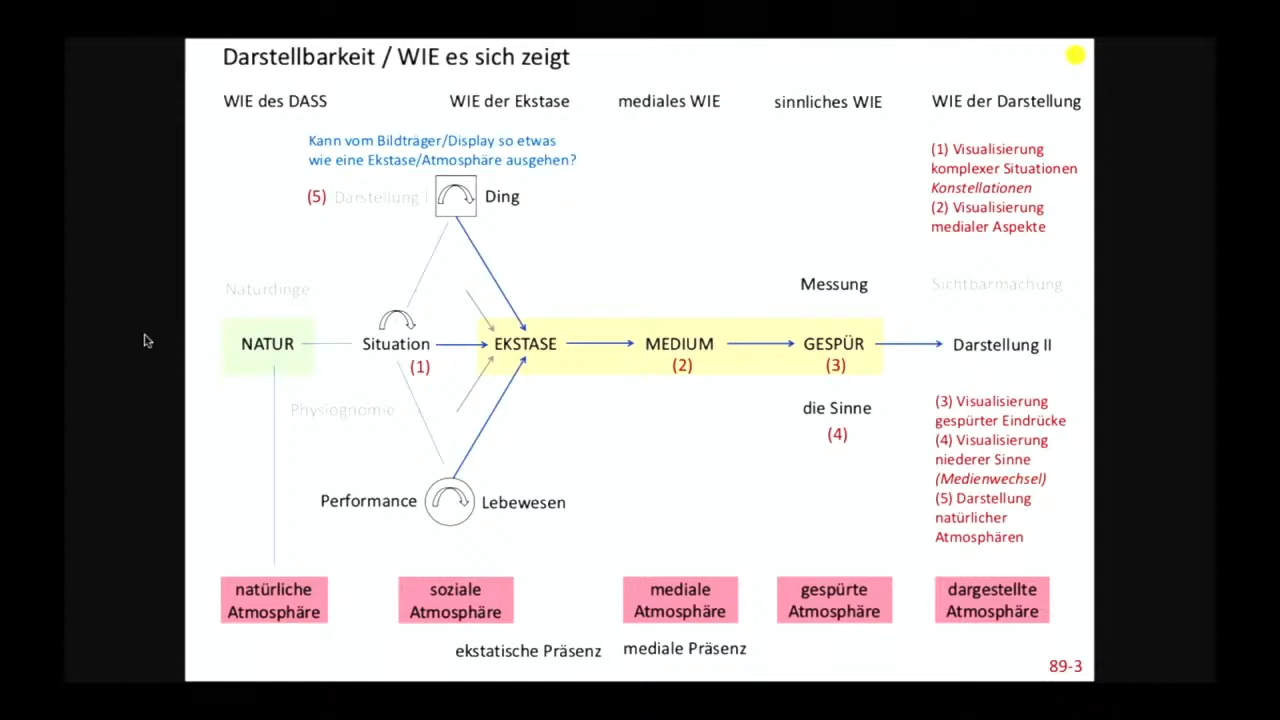 Darstellbarkeit / WIE es sich zeigt
WIE des DASS
WIE der Ekstase
mediales WIE
sinnliches WIE
WIE der Darstellung
Kann vom Bildträger/Display so etwas
wie eine Ekstase/Atmosphäre ausgehen?
(1) Visualisierung
komplexer Situationen
Konstellationen
(2) Visualisierung
medialer Aspekte
(5) Darstellung I
Ding
Naturdinge
Messung
Sichtbarmachung
NATUR
Situation
EKSTASE
MEDIUM
GESPÜR
Darstellung II
(1)
(2)
(3)
Physiognomie
die Sinne
(4)
(3) Visualisierung
gespürter Eindrücke
(4) Visualisierung
niederer Sinne
(Medienwechsel)
(5) Darstellung
natürlicher
Atmosphären
Performance
Lebewesen
natürliche
Atmosphäre
soziale
Atmosphäre
mediale
Atmosphäre
gespürte
Atmosphäre
dargestellte
Atmosphäre
ekstatische Präsenz
mediale Präsenz
89-3